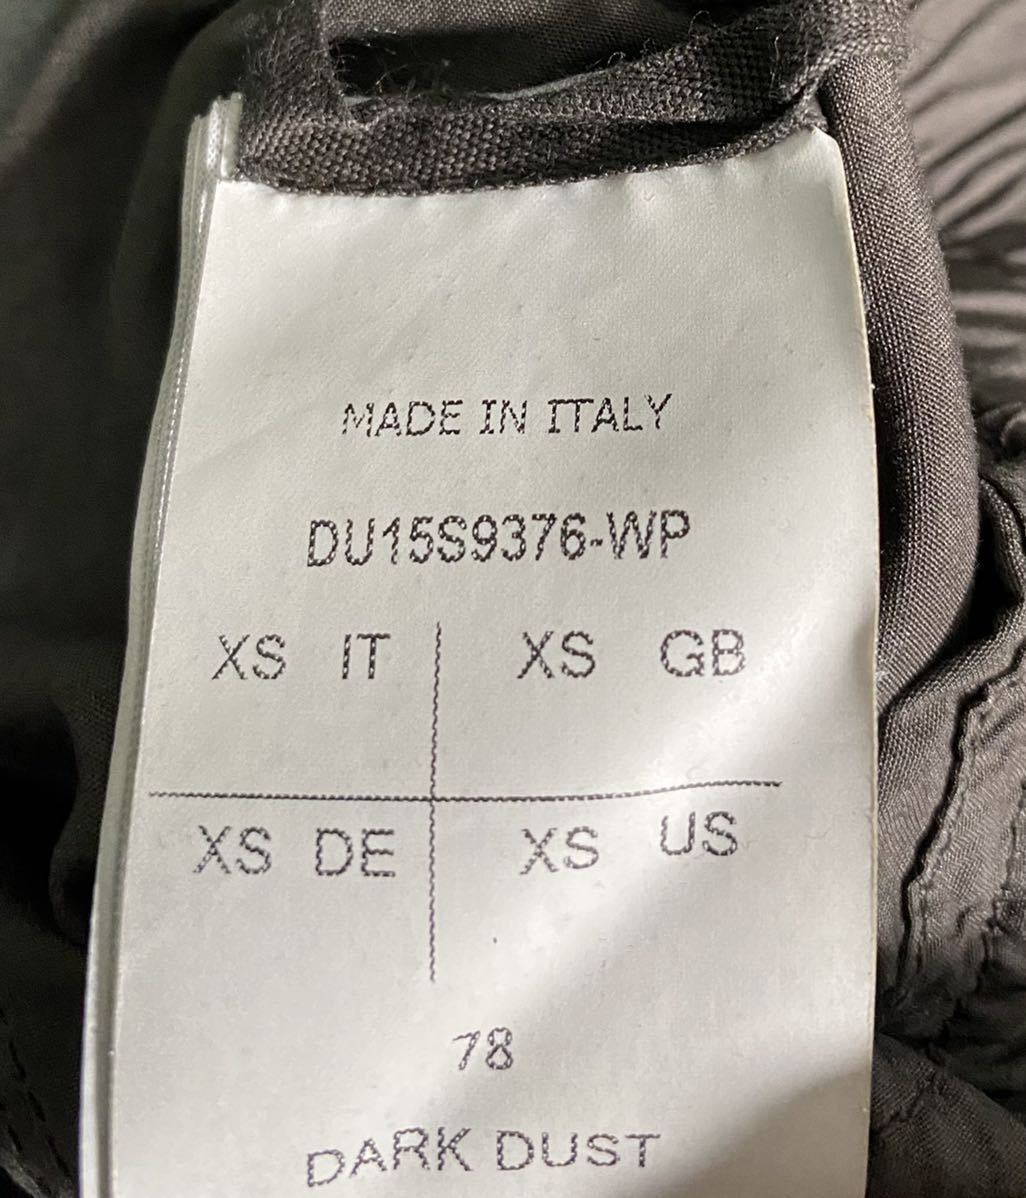 MADE IN ITALY
DU15S9376-WP
XS IT XS GB
XS DE XS US
78
DARK DUST